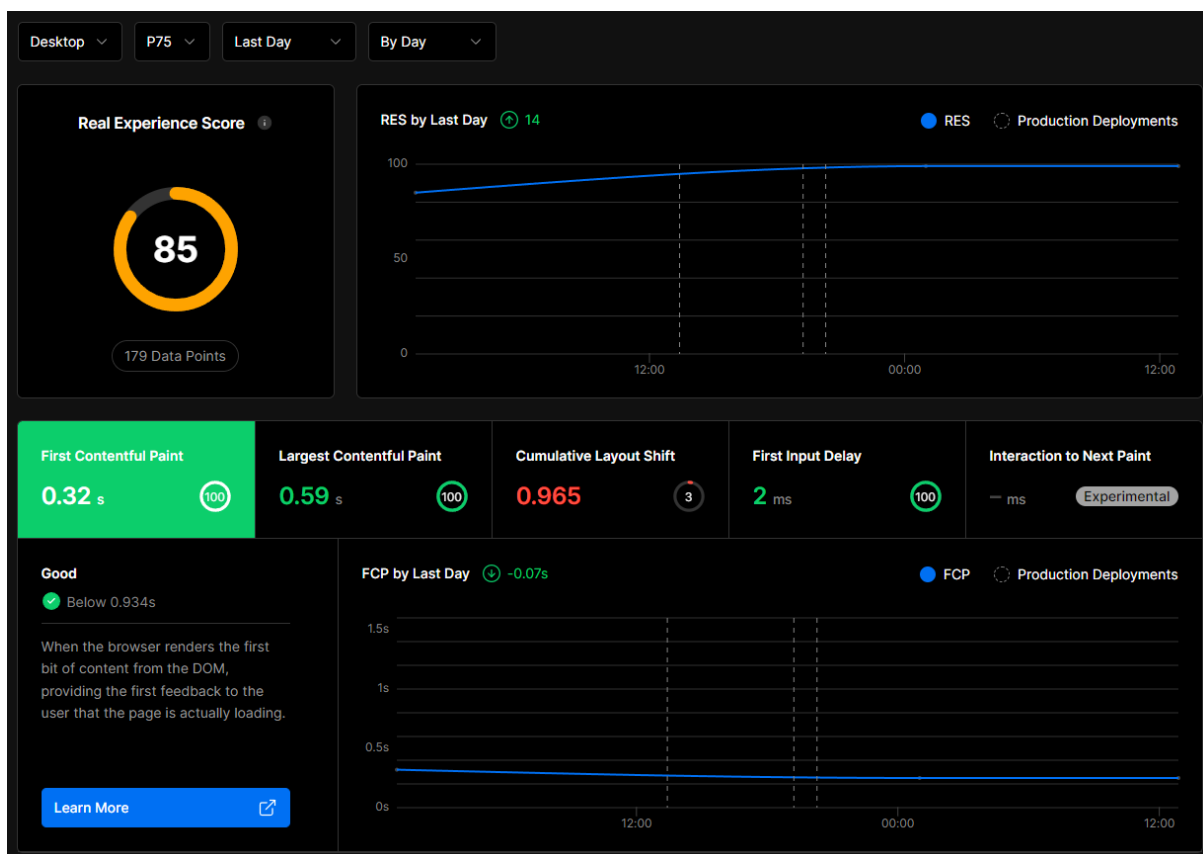 Desktop P75 Last Day By Day
Real Experience Score
85
179 Data Points
RES by Last Day 14 RES Production Deployments
100
50
0
12:00 00:00 12:00
First Contentful Paint
0.32 s 100
Largest Contentful Paint
0.59 s 100
Cumulative Layout Shift
0.965 3
First Input Delay
2 ms 100
Interaction to Next Paint
– ms Experimental
Good
Below 0.934s
When the browser renders the first
bit of content from the DOM,
providing the first feedback to the
user that the page is actually loading.
Learn More
FCP by Last Day -0.07s FCP Production Deployments
1.5s
1s
0.5s
0s
12:00 00:00 12:00